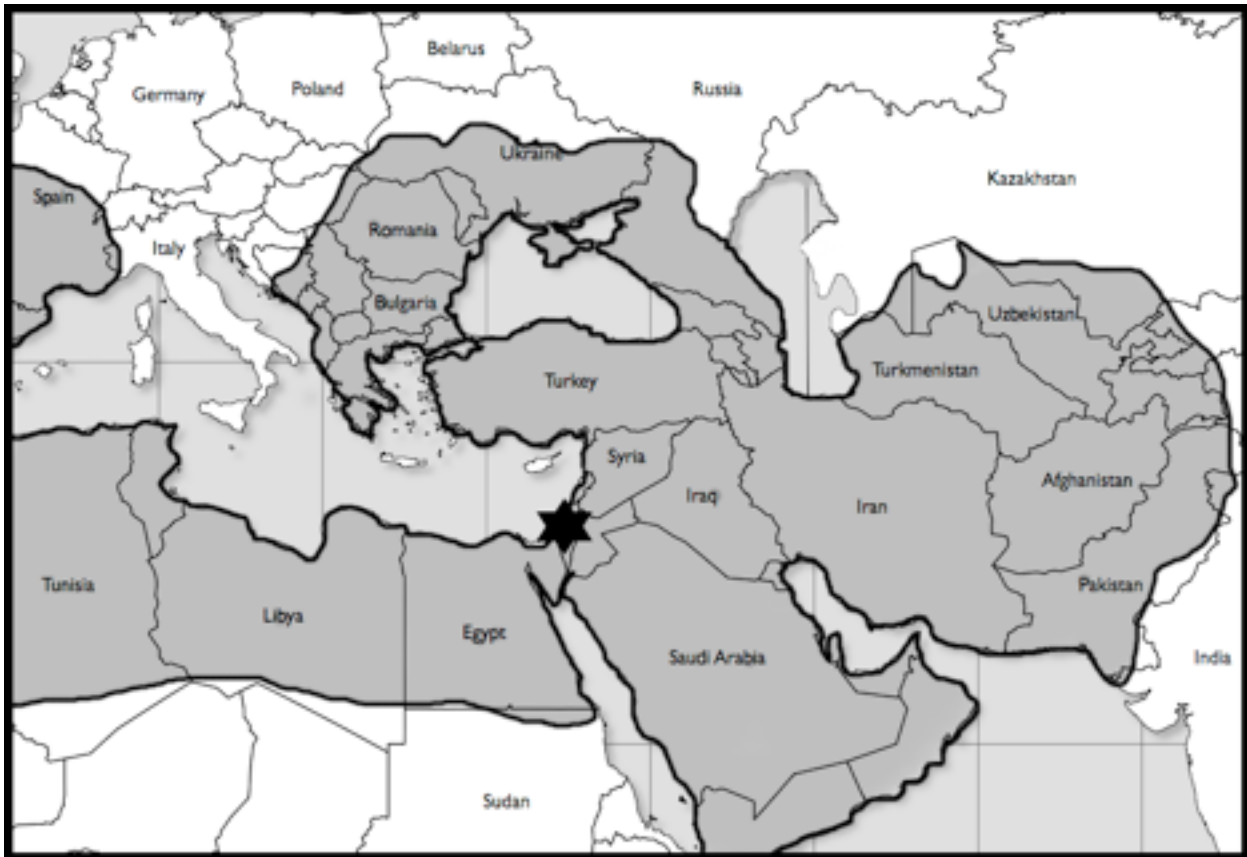 Belarus
Germany
Poland
Russia
Ukraine
Kazakhstan
Spain
Romania
Italy
Bulgaria
Uzbekistan
Turkmenistan
Turkey
Syria
Afghanistan
Iraq
Iran
Tunisia
Pakistan
Libya
Egypt
Saudi Arabia
India
Sudan